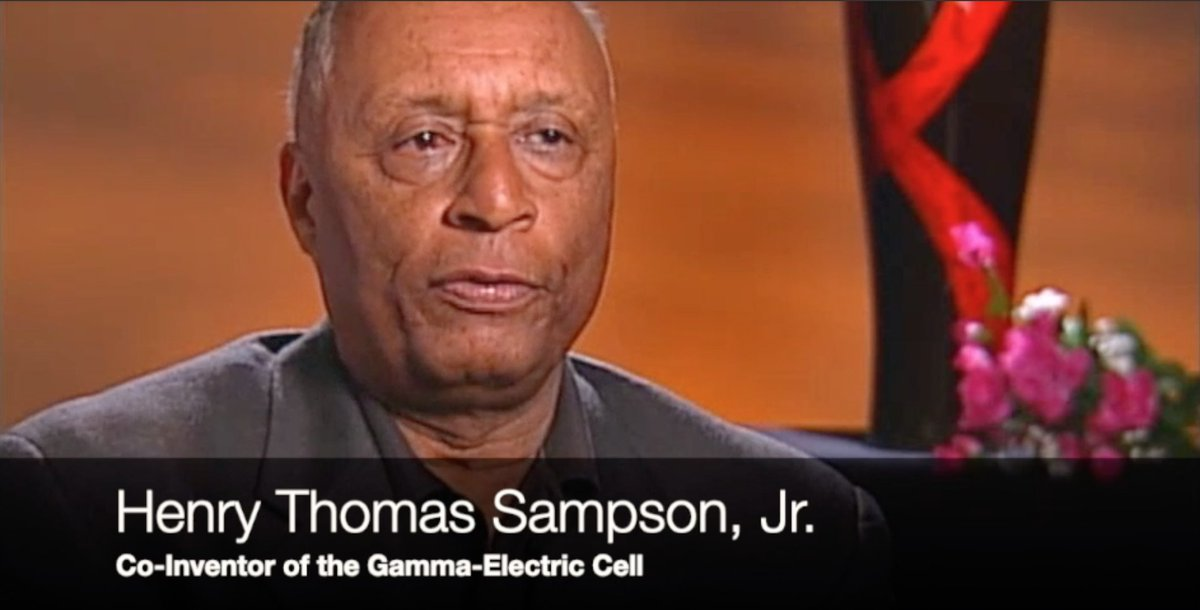 Henry Thomas Sampson, Jr.
Co-Inventor of the Gamma-Electric Cell